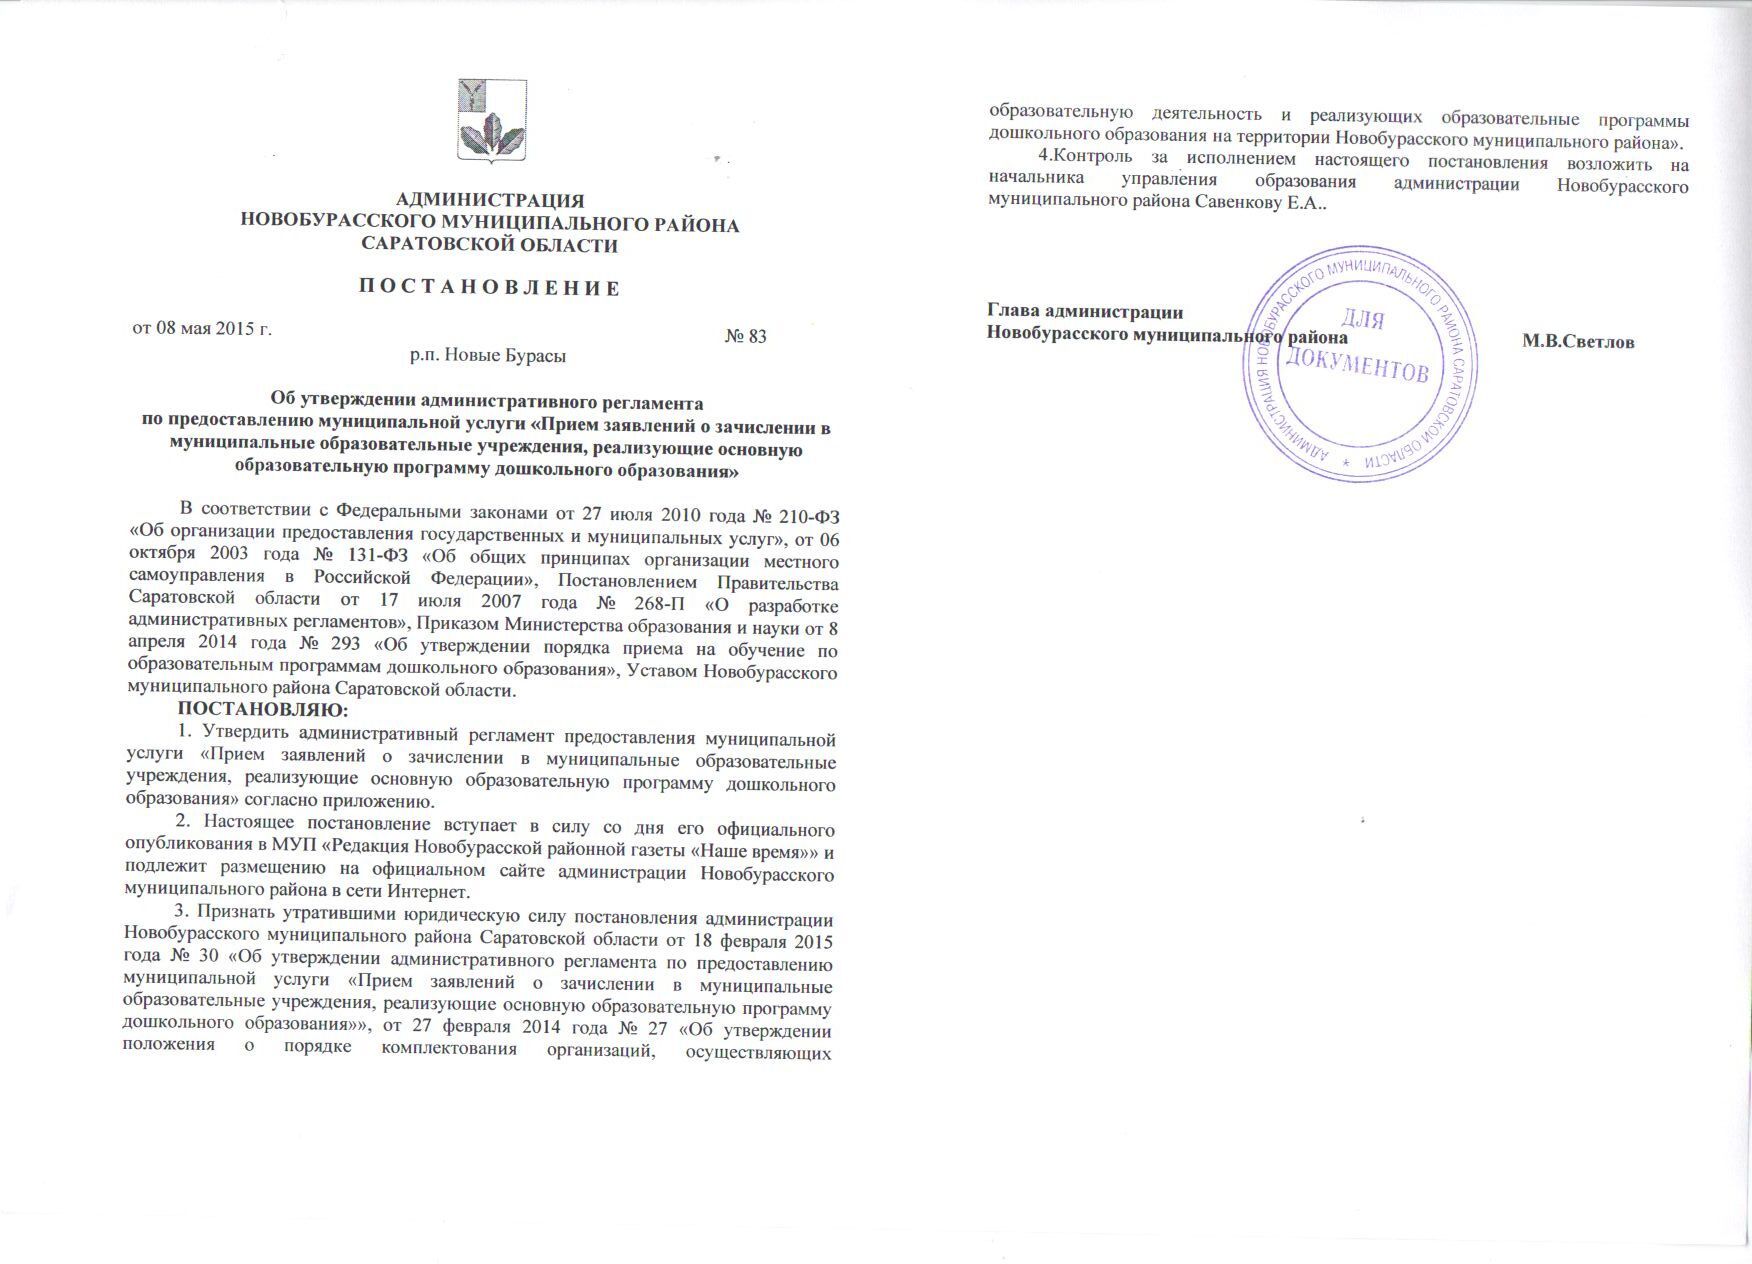 АДМИНИСТРАЦИЯ
НОВОБУРАССКОГО МУНИЦИПАЛЬНОГО РАЙОНА
САРАТОВСКОЙ ОБЛАСТИ
П О С Т А Н О В Л Е Н И Е
от 08 мая 2015 г.
№ 83
р.п. Новые Бурасы
Об утверждении административного регламента
по предоставлению муниципальной услуги «Прием заявлений о зачислении в
муниципальные образовательные учреждения, реализующие основную
образовательную программу дошкольного образования»
В соответствии с Федеральными законами от 27 июля 2010 года № 210-ФЗ
«Об организации предоставления государственных и муниципальных услуг», от 06
октября 2003 года № 131-ФЗ «Об общих принципах организации местного
самоуправления в Российской Федерации», Постановлением Правительства
Саратовской области от 17 июля 2007 года № 268-П «О разработке
административных регламентов», Приказом Министерства образования и науки от 8
апреля 2014 года № 293 «Об утверждении порядка приема на обучение по
образовательным программам дошкольного образования», Уставом Новобурасского
муниципального района Саратовской области.
ПОСТАНОВЛЯЮ:
1. Утвердить административный регламент предоставления муниципальной
услуги «Прием заявлений о зачислении в муниципальные образовательные
учреждения, реализующие основную образовательную программу дошкольного
образования» согласно приложению.
2. Настоящее постановление вступает в силу со дня его официального
опубликования в МУП «Редакция Новобурасской районной газеты «Наше время»» и
подлежит размещению на официальном сайте администрации Новобурасского
муниципального района в сети Интернет.
3. Признать утратившими юридическую силу постановления администрации
Новобурасского муниципального района Саратовской области от 18 февраля 2015
года № 30 «Об утверждении административного регламента по предоставлению
муниципальной услуги «Прием заявлений о зачислении в муниципальные
образовательные учреждения, реализующие основную образовательную программу
дошкольного образования»», от 27 февраля 2014 года № 27 «Об утверждении
положения о порядке комплектования организаций, осуществляющих
образовательную деятельность и реализующих образовательные программы
дошкольного образования на территории Новобурасского муниципального района».
4.Контроль за исполнением настоящего постановления возложить на
начальника управления образования администрации Новобурасского
муниципального района Савенкову Е.А..
Глава администрации
Новобурасского муниципального района
М.В.Светлов
АДМИНИСТРАЦИЯ НОВОБУРАССКОГО МУНИЦИПАЛЬНОГО РАЙОНА САРАТОВСКОЙ ОБЛАСТИ *
ДЛЯ
ДОКУМЕНТОВ